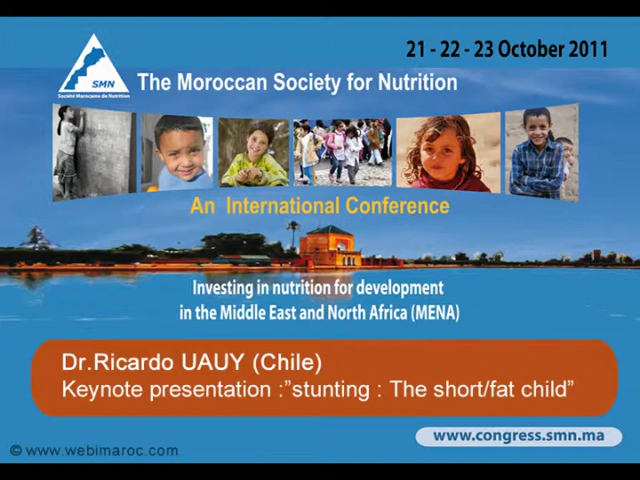 21 - 22 - 23 October 2011
SMN
Société Marocaine de Nutrition
The Moroccan Society for Nutrition
An International Conference
Investing in nutrition for development
in the Middle East and North Africa (MENA)
Dr.Ricardo UAUY (Chile)
Keynote presentation :”stunting : The short/fat child”
www.congress.smn.ma
© www.webimaroc.com